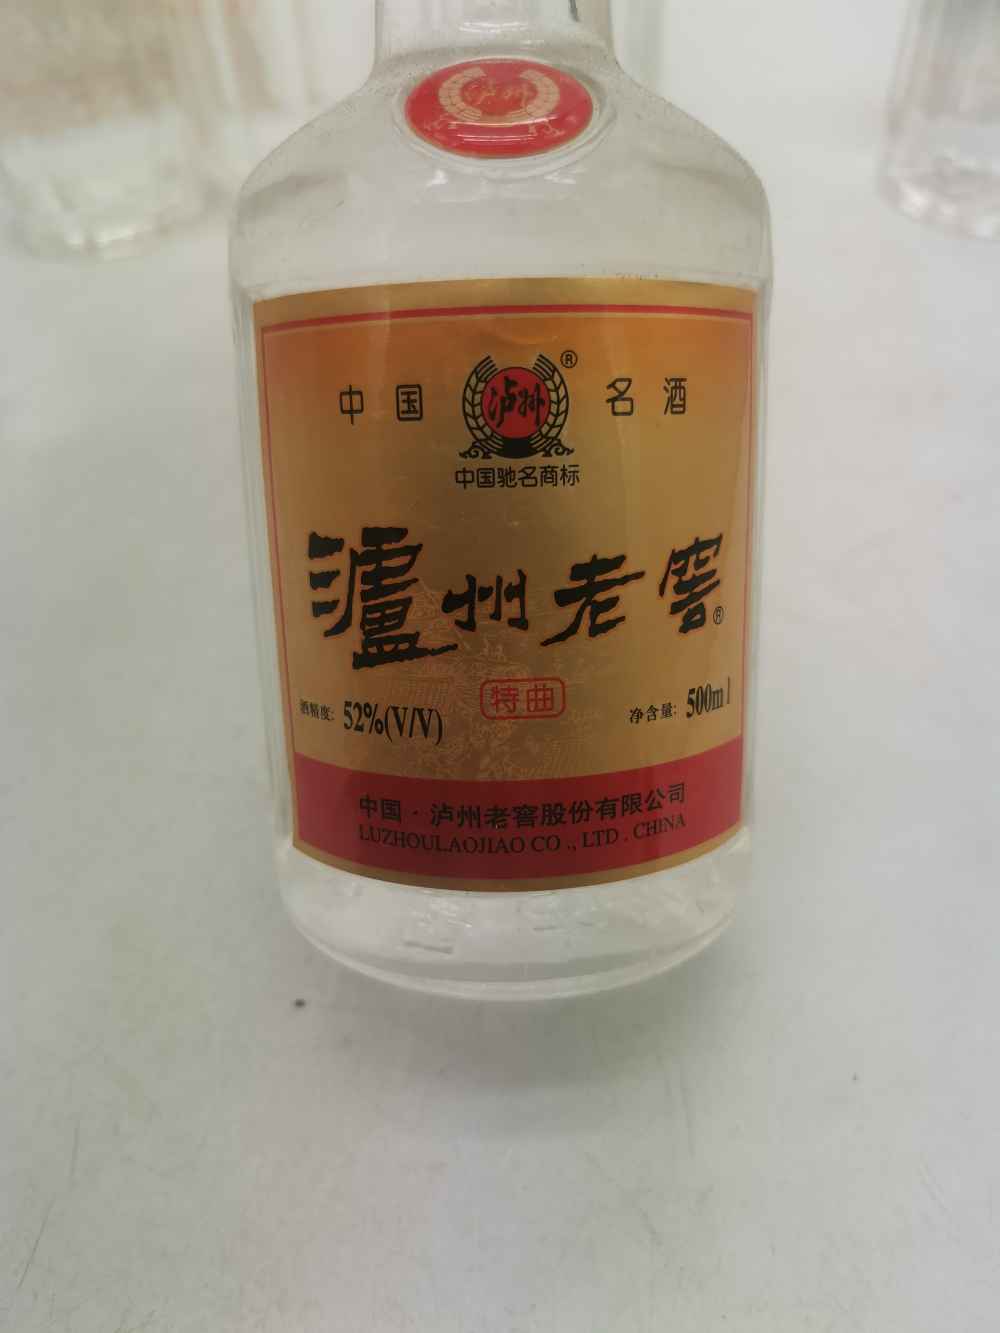 泸州
中国 泸州 ® 名酒
中国驰名商标
泸州老窖®
特曲
酒精度: 52%(V/V) 净含量: 500ml
中国·泸州老窖股份有限公司
LUZHOULAOJIAO CO., LTD. CHINA